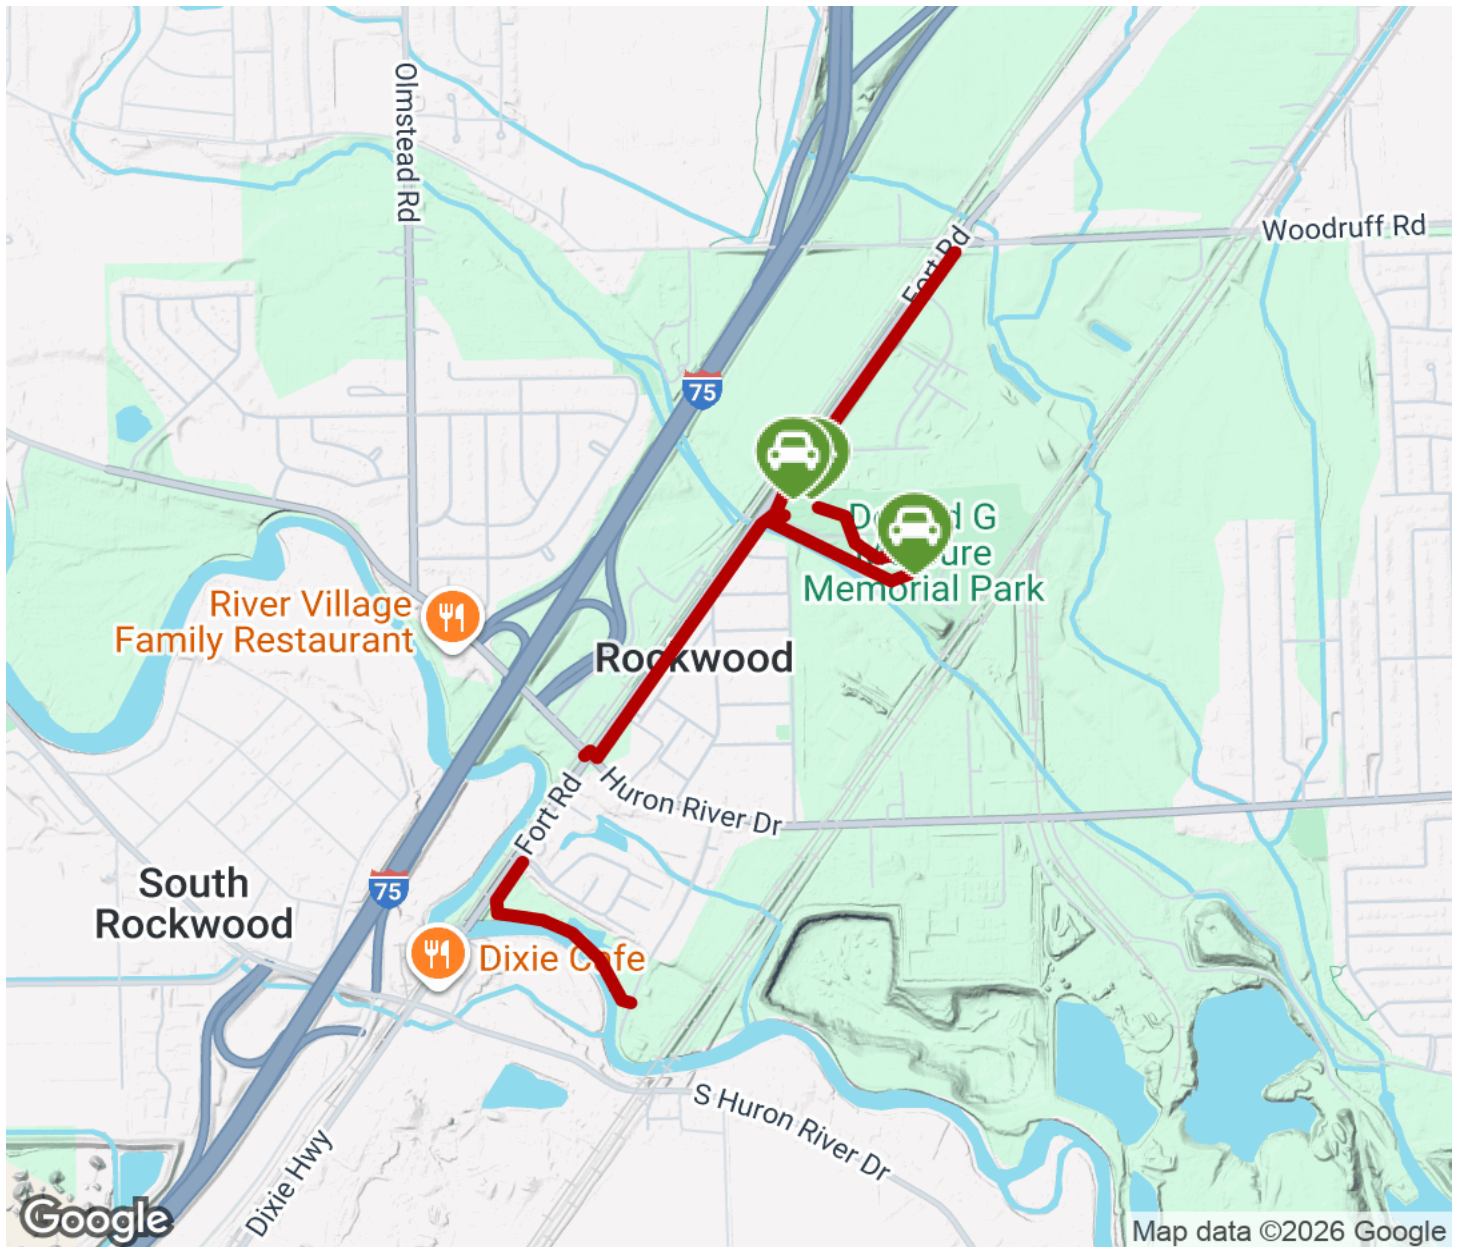 Olmstead Rd
Woodruff Rd
Fort Rd
75
G
Memorial Park
River Village
Family Restaurant
Rockwood
Huron River Dr
Fort Rd
South
Rockwood
75
Dixie Cafe
S Huron River Dr
Dixie Hwy
Google
Map data ©2026 Google